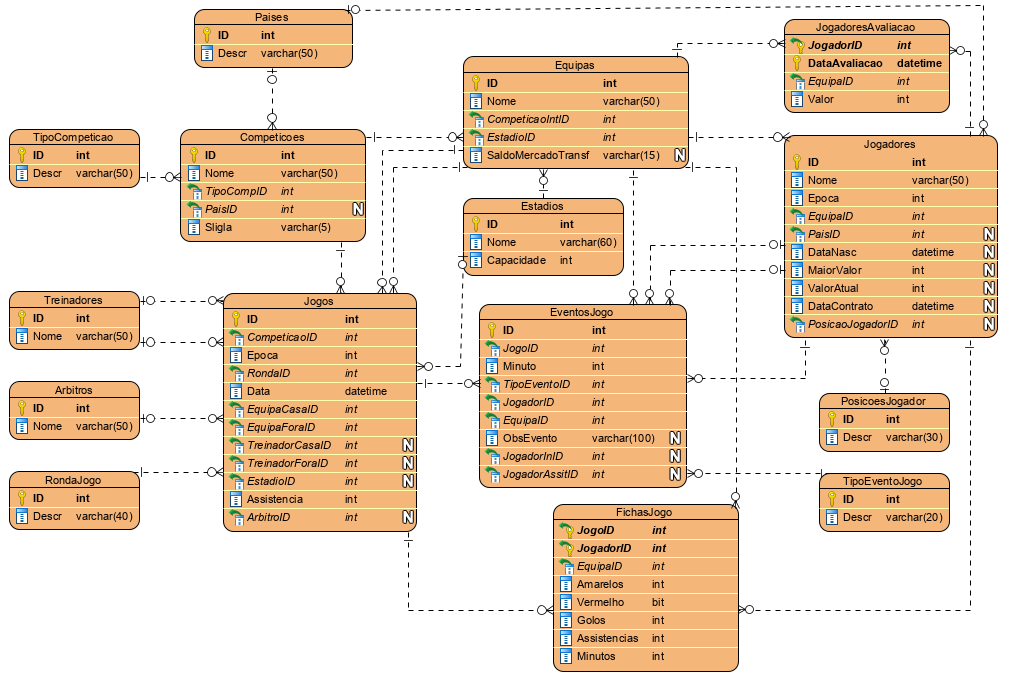 Paises
ID int
Descr varchar(50)
TipoCompeticao
ID int
Descr varchar(50)
Competicoes
ID int
Nome varchar(50)
TipoCompID int
PaisID int N
Sligla varchar(5)
Equipas
ID int
Nome varchar(50)
CompeticaoIntID int
EstadioID int
SaldoMercadoTransf varchar(15) N
JogadoresAvaliacao
JogadorID int
DataAvaliacao datetime
EquipaID int
Valor int
Jogadores
ID int
Nome varchar(50)
Epoca int
EquipaID int
PaisID int N
DataNasc datetime N
MaiorValor int N
ValorAtual int N
DataContrato datetime N
PosicaoJogadorID int N
Estadios
ID int
Nome varchar(60)
Capacidade int
Treinadores
ID int
Nome varchar(50)
Arbitros
ID int
Nome varchar(50)
RondaJogo
ID int
Descr varchar(40)
Jogos
ID int
CompeticaoID int
Epoca int
RondaID int
Data datetime
EquipaCasaID int
EquipaForaID int
TreinadorCasaID int N
TreinadorForaID int N
EstadioID int N
Assistencia int
ArbitroID int N
EventosJogo
ID int
JogoID int
Minuto int
TipoEventoID int
JogadorID int
EquipaID int
ObsEvento varchar(100) N
JogadorInID int N
JogadorAssitID int N
PosicoesJogador
ID int
Descr varchar(30)
TipoEventoJogo
ID int
Descr varchar(20)
FichasJogo
JogoID int
JogadorID int
EquipaID int
Amarelos int
Vermelho bit
Golos int
Assistencias int
Minutos int